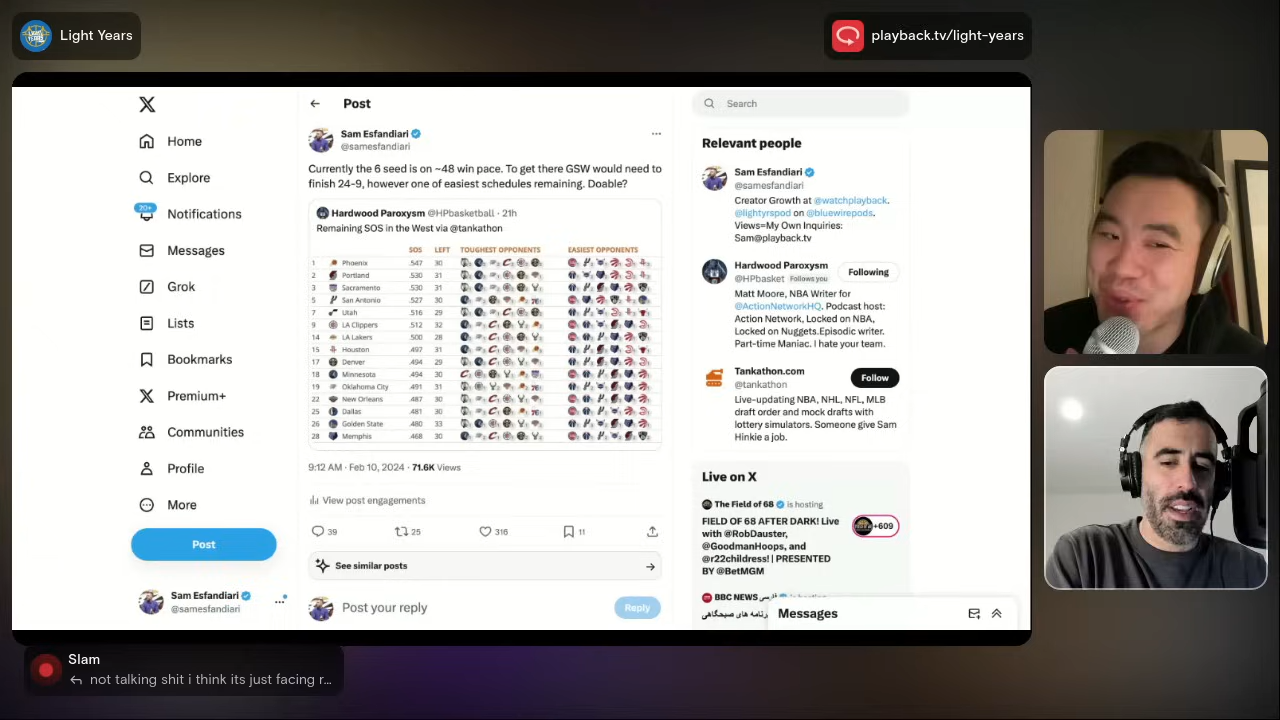 Light Years
playback.tv/light-years
Home
Explore
20+
Notifications
Messages
Grok
Lists
Bookmarks
Premium+
Communities
Profile
More
Post
Sam Esfandiari
@samesfandiari
Post
Sam Esfandiari
@samesfandiari
Currently the 6 seed is on ~48 win pace. To get there GSW would need to
finish 24-9, however one of easiest schedules remaining. Doable?
Hardwood Paroxysm @HPbasketball · 21h
Remaining SOS in the West via @tankathon
SOS LEFT TOUGHEST OPPONENTS EASIEST OPPONENTS
1 Phoenix .547 30
2 Portland .530 31
3 Sacramento .530 31
5 San Antonio .527 30
7 Utah .516 29
9 LA Clippers .512 32
14 LA Lakers .500 28
15 Houston .497 31
17 Denver .494 29
18 Minnesota .494 30
19 Oklahoma City .491 31
22 New Orleans .487 30
25 Dallas .481 30
26 Golden State .480 33
28 Memphis .468 30
9:12 AM · Feb 10, 2024 · 71.6K Views
View post engagements
39 25 316 11
See similar posts
Post your reply
Reply
Search
Relevant people
Sam Esfandiari
@samesfandiari
Creator Growth at @watchplayback.
@lightyrspod on @bluewirepods.
Views=My Own Inquiries:
Sam@playback.tv
Hardwood Paroxysm
@HPbasket Follows you
Following
Matt Moore, NBA Writer for
@ActionNetworkHQ. Podcast host:
Action Network, Locked on NBA,
Locked on Nuggets.Episodic writer.
Part-time Maniac. I hate your team.
Tankathon.com
@tankathon
Follow
Live-updating NBA, NHL, NFL, MLB
draft order and mock drafts with
lottery simulators. Someone give Sam
Hinkie a job.
Live on X
The Field of 68 is hosting
FIELD OF 68 AFTER DARK! Live
with @RobDauster,
@GoodmanHoops, and
@r22childress! | PRESENTED
BY @BetMGM
+609
BBC NEWS فارسی is hosting
برنامه های صبحگاهی
Messages
Slam
not talking shit i think its just facing r...